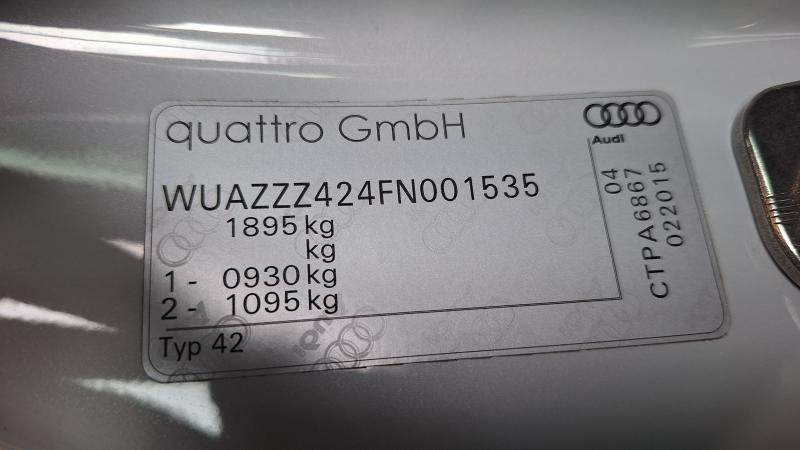 quattro GmbH
Audi
WUAZZZ424FN001535
1895 kg
kg
1 - 0930 kg
2 - 1095 kg
Typ 42
04
CTPA6867
022015